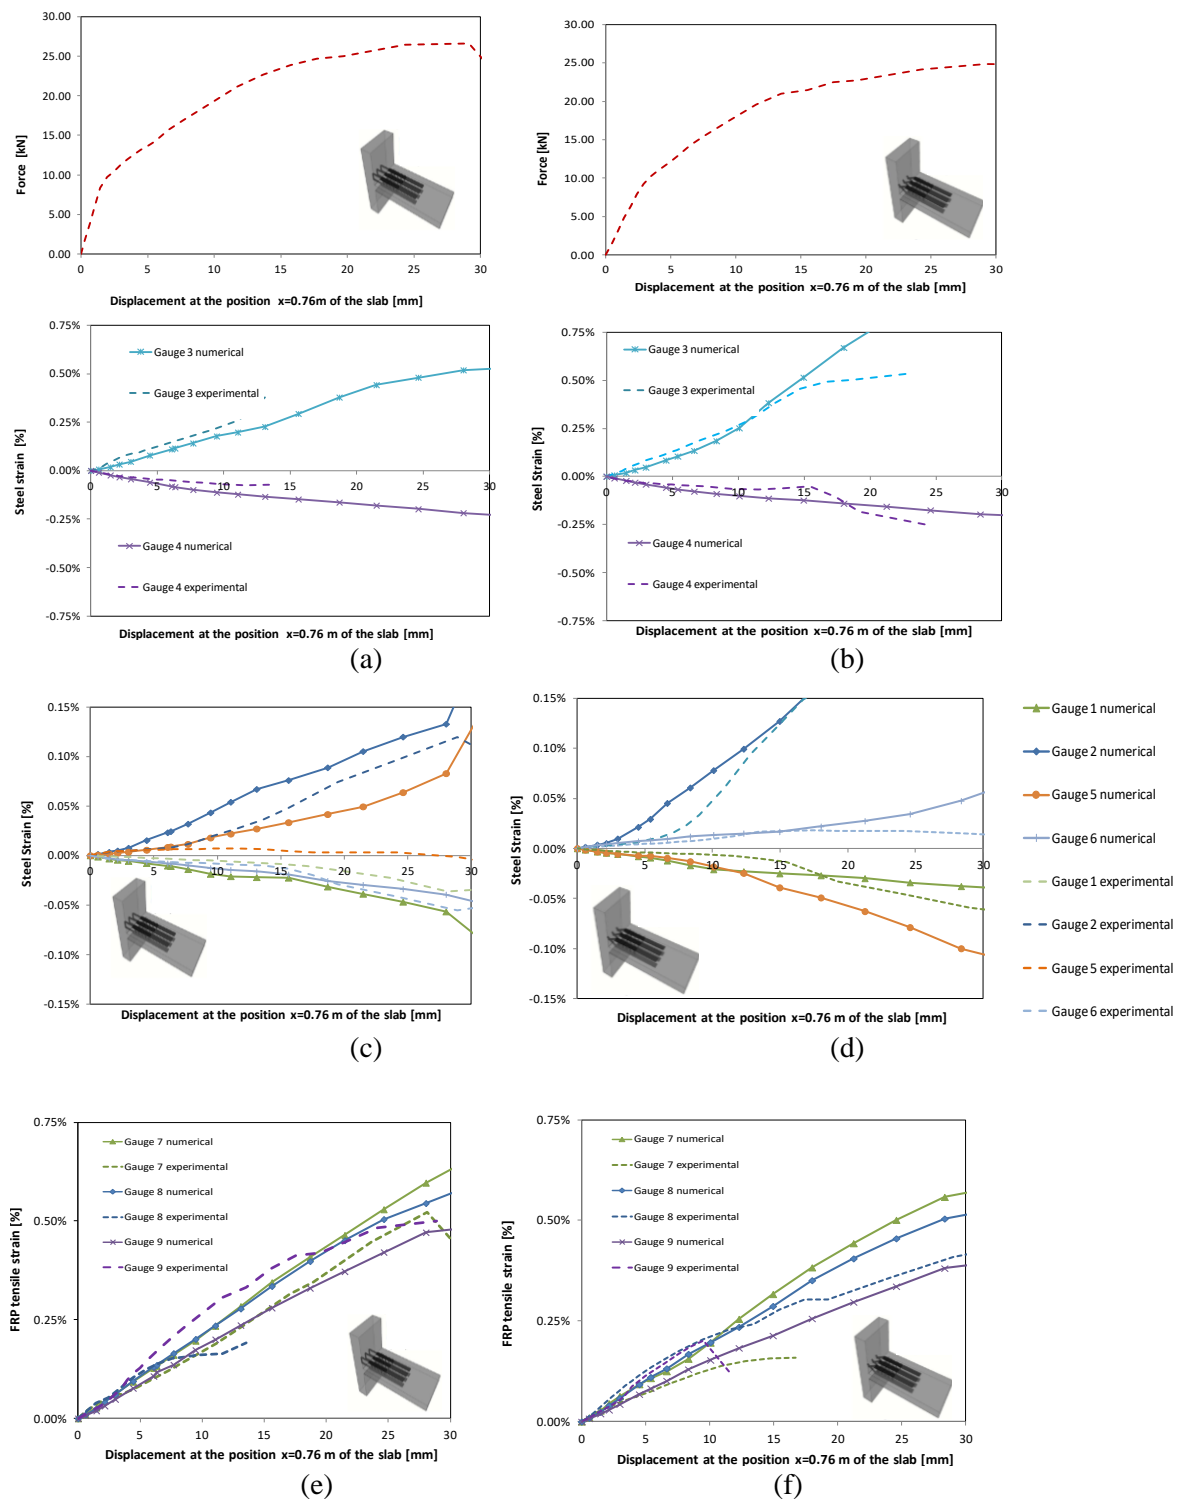 30.00
25.00
20.00
15.00
10.00
5.00
0.00
Force [kN]
0 5 10 15 20 25 30
Displacement at the position x=0.76m of the slab [mm]
30.00
25.00
20.00
15.00
10.00
5.00
0.00
Force [kN]
0 5 10 15 20 25 30
Displacement at the position x=0.76 m of the slab [mm]
0.75%
0.50%
0.25%
0.00%
-0.25%
-0.50%
-0.75%
Steel strain [%]
Gauge 3 numerical
Gauge 3 experimental
0 5 10 15 20 25 30
Gauge 4 numerical
Gauge 4 experimental
Displacement at the position x=0.76 m of the slab [mm]
(a)
0.75%
0.50%
0.25%
0.00%
-0.25%
-0.50%
-0.75%
Steel Strain [%]
Gauge 3 numerical
Gauge 3 experimental
0 5 10 15 20 25 30
Gauge 4 numerical
Gauge 4 experimental
Displacement at the position x=0.76 m of the slab [mm]
(b)
0.15%
0.10%
0.05%
0.00%
-0.05%
-0.10%
-0.15%
Steel Strain [%]
0 5 10 15 20 25 30
Displacement at the position x=0.76 m of the slab [mm]
(c)
0.15%
0.10%
0.05%
0.00%
-0.05%
-0.10%
-0.15%
Steel Strain [%]
0 5 10 15 20 25 30
Displacement at the position x=0.76 m of the slab [mm]
(d)
Gauge 1 numerical
Gauge 2 numerical
Gauge 5 numerical
Gauge 6 numerical
Gauge 1 experimental
Gauge 2 experimental
Gauge 5 experimental
Gauge 6 experimental
0.75%
0.50%
0.25%
0.00%
FRP tensile strain [%]
Gauge 7 numerical
Gauge 7 experimental
Gauge 8 numerical
Gauge 8 experimental
Gauge 9 numerical
Gauge 9 experimental
0 5 10 15 20 25 30
Displacement at the position x=0.76 m of the slab [mm]
(e)
0.75%
0.50%
0.25%
0.00%
FRP tensile strain [%]
Gauge 7 numerical
Gauge 7 experimental
Gauge 8 numerical
Gauge 8 experimental
Gauge 9 numerical
Gauge 9 experimental
0 5 10 15 20 25 30
Displacement at the position x=0.76 m of the slab [mm]
(f)